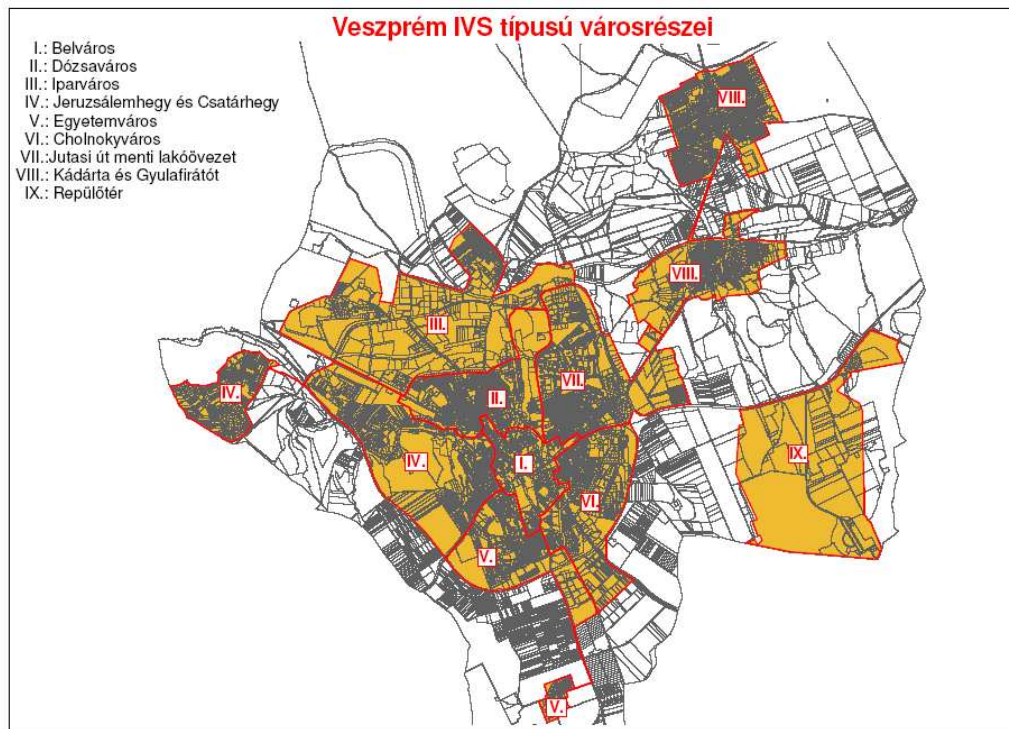 Veszprém IVS típusú városrészei
I.: Belváros
II.: Dózsaváros
III.: Iparváros
IV.: Jeruzsálemhegy és Csatárhegy
V.: Egyetemváros
VI.: Cholnokyváros
VII.:Jutasi út menti lakóövezet
VIII.: Kádárta és Gyulafirátót
IX.: Repülőtér
VIII.
VIII.
III.
VII.
IV.
II.
IX.
IV.
I.
VI.
V.
V.